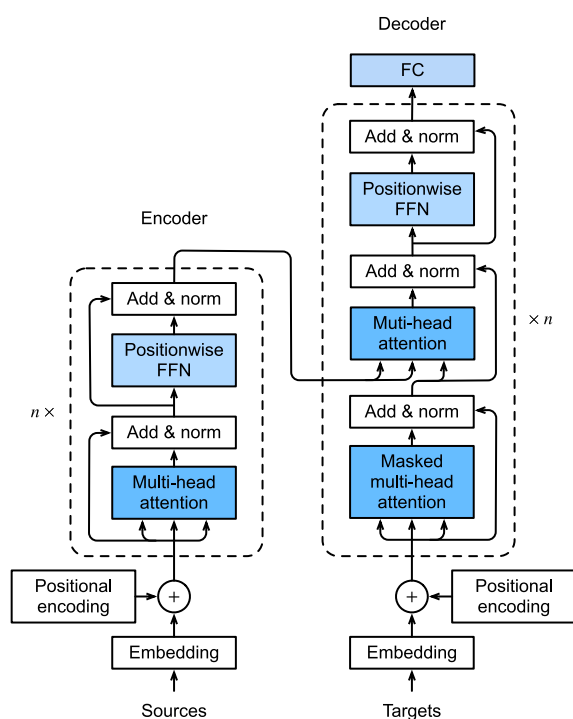 Decoder
FC
Add & norm
Positionwise
FFN
Encoder
Add & norm
Add & norm
Muti-head
attention
× n
Positionwise
FFN
n ×
Add & norm
Add & norm
Multi-head
attention
Masked
multi-head
attention
Positional
encoding
+
+
Positional
encoding
Embedding
Embedding
Sources
Targets